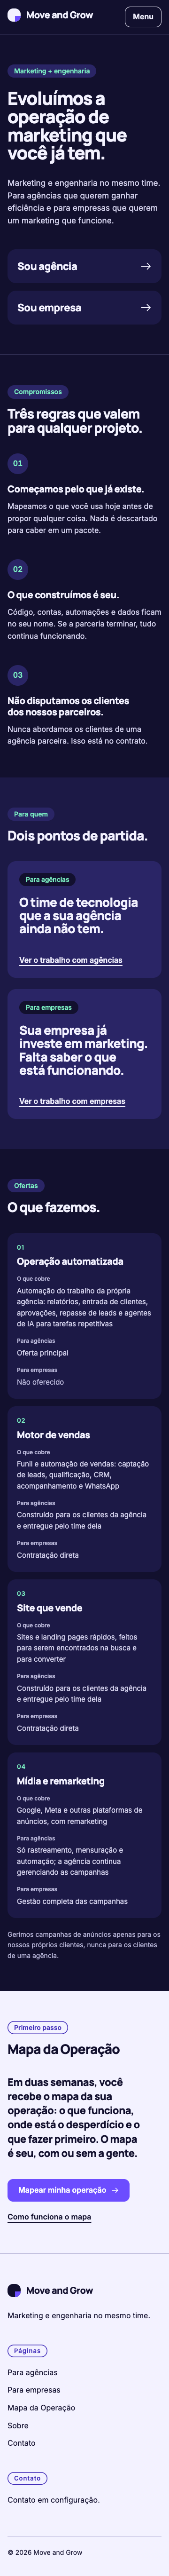 Move and Grow
Menu
Marketing + engenharia
Evoluímos a
operação de
marketing que
você já tem.
Marketing e engenharia no mesmo time.
Para agências que querem ganhar
eficiência e para empresas que querem
um marketing que funcione.
Sou agência
Sou empresa
Compromissos
Três regras que valem
para qualquer projeto.
01
Começamos pelo que já existe.
Mapeamos o que você usa hoje antes de
propor qualquer coisa. Nada é descartado
para caber em um pacote.
02
O que construímos é seu.
Código, contas, automações e dados ficam
no seu nome. Se a parceria terminar, tudo
continua funcionando.
03
Não disputamos os clientes
dos nossos parceiros.
Nunca abordamos os clientes de uma
agência parceira. Isso está no contrato.
Para quem
Dois pontos de partida.
Para agências
O time de tecnologia
que a sua agência
ainda não tem.
Ver o trabalho com agências
Para empresas
Sua empresa já
investe em marketing.
Falta saber o que
está funcionando.
Ver o trabalho com empresas
Ofertas
O que fazemos.
01
Operação automatizada
O que cobre
Automação do trabalho da própria
agência: relatórios, entrada de clientes,
aprovações, repasse de leads e agentes
de IA para tarefas repetitivas
Para agências
Oferta principal
Para empresas
Não oferecido
02
Motor de vendas
O que cobre
Funil e automação de vendas: captação
de leads, qualificação, CRM,
acompanhamento e WhatsApp
Para agências
Construído para os clientes da agência
e entregue pelo time dela
Para empresas
Contratação direta
03
Site que vende
O que cobre
Sites e landing pages rápidos, feitos
para serem encontrados na busca e
para converter
Para agências
Construído para os clientes da agência
e entregue pelo time dela
Para empresas
Contratação direta
04
Mídia e remarketing
O que cobre
Google, Meta e outras plataformas de
anúncios, com remarketing
Para agências
Só rastreamento, mensuração e
automação; a agência continua
gerenciando as campanhas
Para empresas
Gestão completa das campanhas
Gerimos campanhas de anúncios apenas para os
nossos próprios clientes, nunca para os clientes
de uma agência.
Primeiro passo
Mapa da Operação
Em duas semanas, você
recebe o mapa da sua
operação: o que funciona,
onde está o desperdício e o
que fazer primeiro. O mapa
é seu, com ou sem a gente.
Mapear minha operação
Como funciona o mapa
Move and Grow
Marketing e engenharia no mesmo time.
Páginas
Para agências
Para empresas
Mapa da Operação
Sobre
Contato
Contato
Contato em configuração.
© 2026 Move and Grow